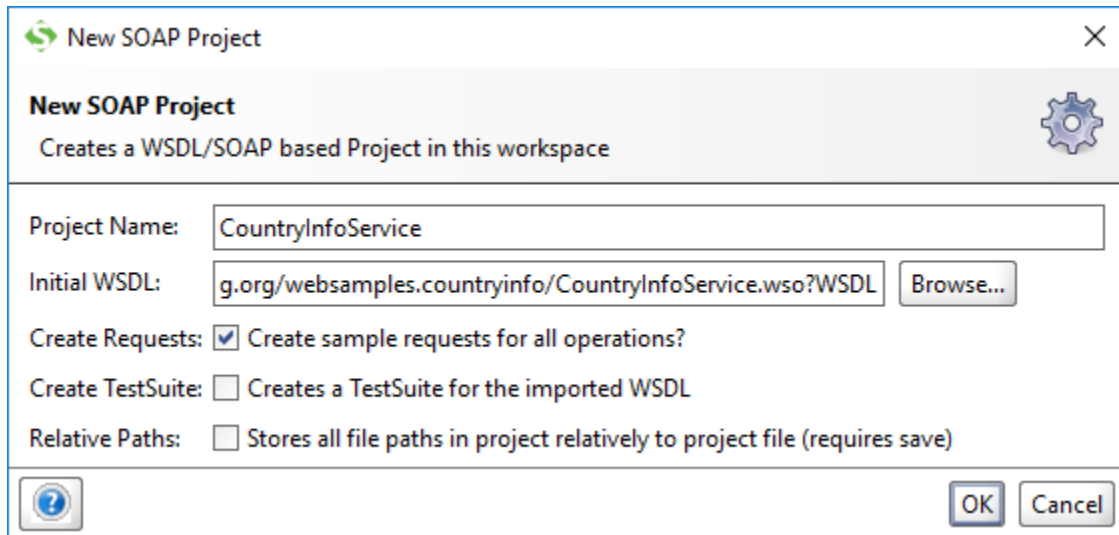 New SOAP Project
New SOAP Project
Creates a WSDL/SOAP based Project in this workspace
Project Name: CountryInfoService
Initial WSDL: g.org/websamples.countryinfo/CountryInfoService.wso?WSDL Browse...
Create Requests: Create sample requests for all operations?
Create TestSuite: Creates a TestSuite for the imported WSDL
Relative Paths: Stores all file paths in project relatively to project file (requires save)
? OK Cancel